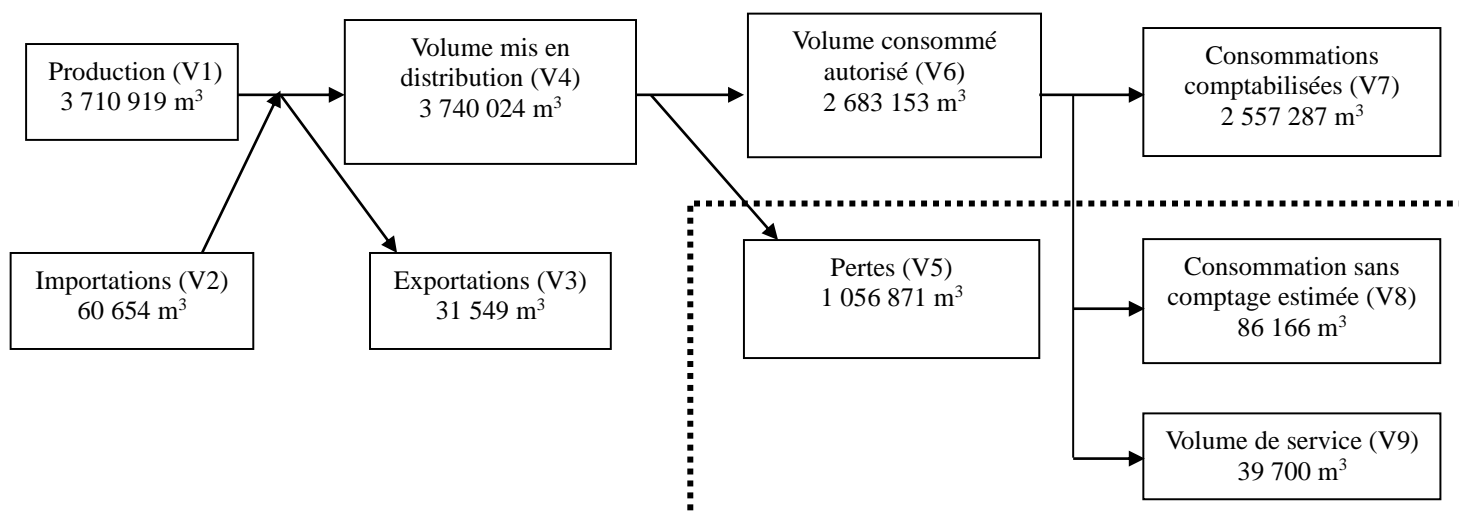 Production (V1)
3 710 919 m³
Volume mis en
distribution (V4)
3 740 024 m³
Volume consommé
autorisé (V6)
2 683 153 m³
Consommations
comptabilisées (V7)
2 557 287 m³
Importations (V2)
60 654 m³
Exportations (V3)
31 549 m³
Pertes (V5)
1 056 871 m³
Consommation sans
comptage estimée (V8)
86 166 m³
Volume de service (V9)
39 700 m³